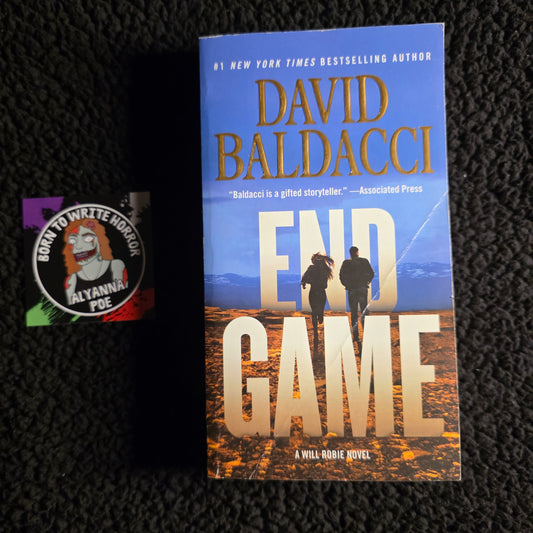 #1 NEW YORK TIMES BESTSELLING AUTHOR
DAVID
BALDACCI
"Baldacci is a gifted storyteller." —Associated Press
END
GAME
A WILL ROBIE NOVEL
BORN TO WRITE HORROR
ALYANNA
POE